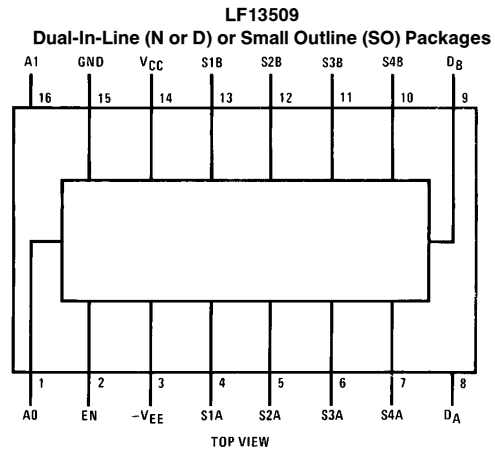 LF13509
Dual-In-Line (N or D) or Small Outline (SO) Packages
A1 GND VCC S1B S2B S3B S4B DB
16 15 14 13 12 11 10 9
1 2 3 4 5 6 7 8
A0 EN –VEE S1A S2A S3A S4A DA
TOP VIEW